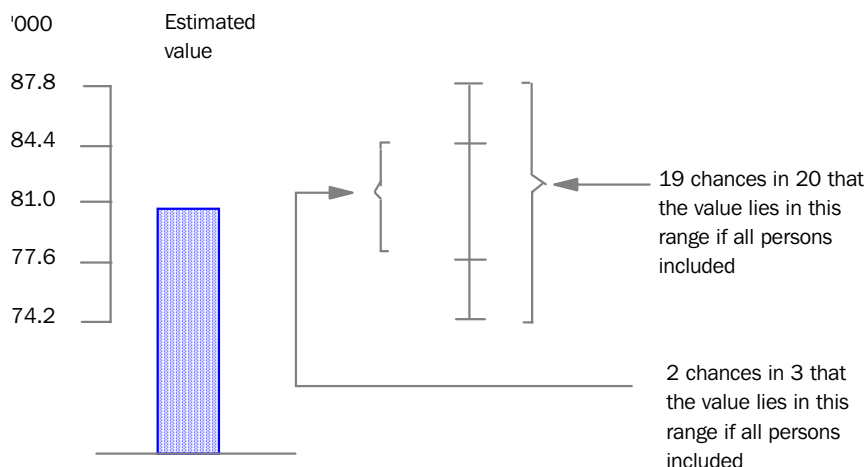 '000
Estimated
value
87.8
84.4
81.0
77.6
74.2
19 chances in 20 that
the value lies in this
range if all persons
included
2 chances in 3 that
the value lies in this
range if all persons
included